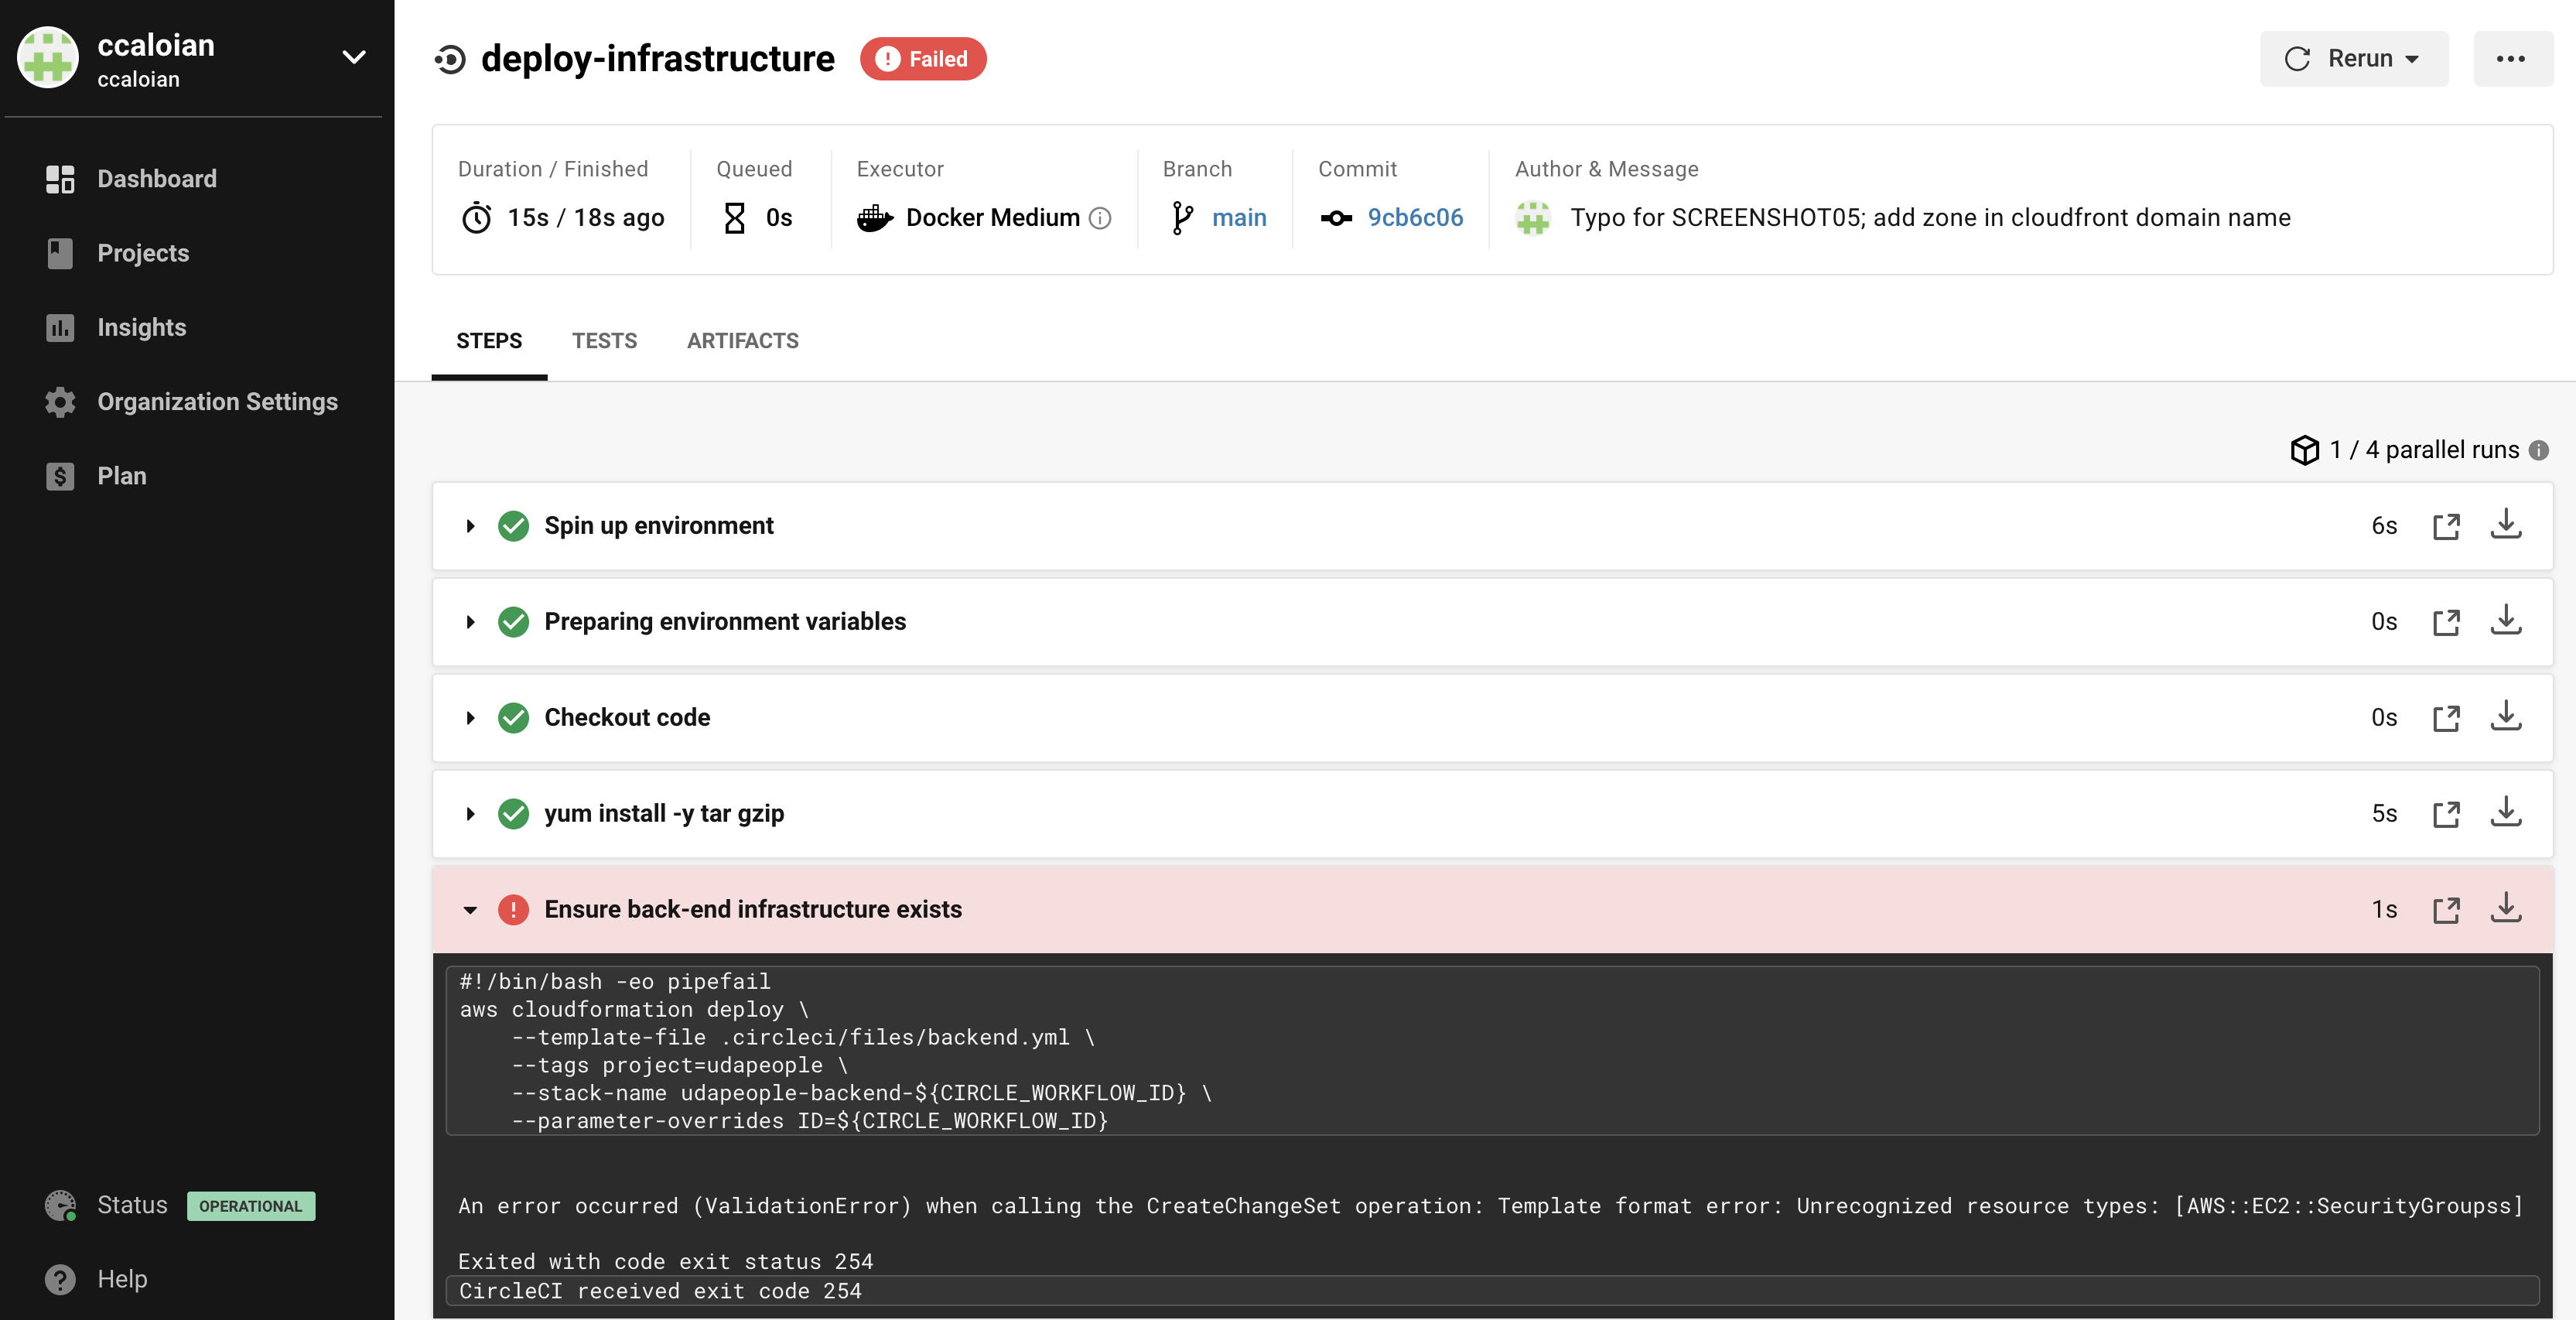 ccaloian
ccaloian
Dashboard
Projects
Insights
Organization Settings
Plan
Status OPERATIONAL
Help
deploy-infrastructure Failed
Rerun
Duration / Finished
15s / 18s ago
Queued
0s
Executor
Docker Medium
Branch
main
Commit
9cb6c06
Author & Message
Typo for SCREENSHOT05; add zone in cloudfront domain name
STEPS TESTS ARTIFACTS
1 / 4 parallel runs
Spin up environment 6s
Preparing environment variables 0s
Checkout code 0s
yum install -y tar gzip 5s
Ensure back-end infrastructure exists 1s
#!/bin/bash -eo pipefail
aws cloudformation deploy \
    --template-file .circleci/files/backend.yml \
    --tags project=udapeople \
    --stack-name udapeople-backend-${CIRCLE_WORKFLOW_ID} \
    --parameter-overrides ID=${CIRCLE_WORKFLOW_ID}
An error occurred (ValidationError) when calling the CreateChangeSet operation: Template format error: Unrecognized resource types: [AWS::EC2::SecurityGroupss]
Exited with code exit status 254
CircleCI received exit code 254